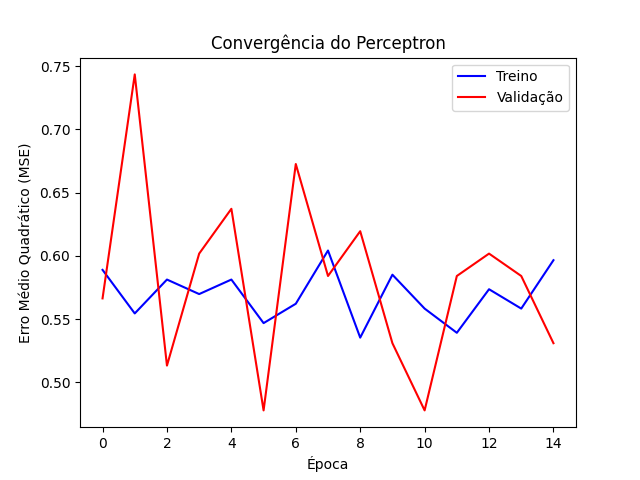 Convergência do Perceptron
Treino
Validação
Erro Médio Quadrático (MSE)
0.75
0.70
0.65
0.60
0.55
0.50
0 2 4 6 8 10 12 14
Época